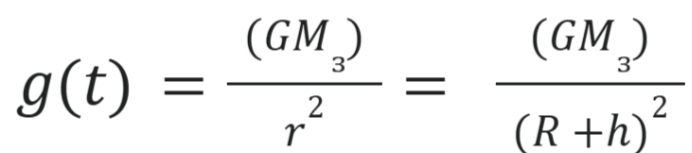 g(t) = (GM_з)/r^2 = (GM_з)/(R +h)^2